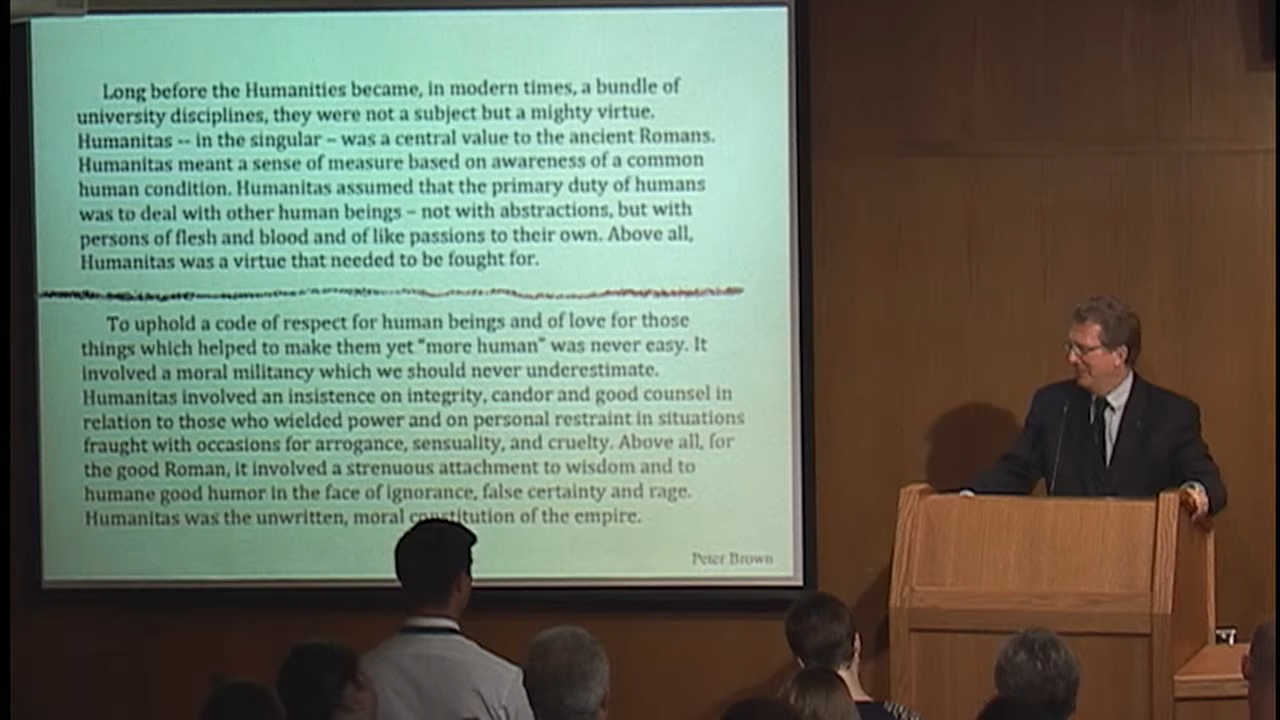 Long before the Humanities became, in modern times, a bundle of
university disciplines, they were not a subject but a mighty virtue.
Humanitas -- in the singular – was a central value to the ancient Romans.
Humanitas meant a sense of measure based on awareness of a common
human condition. Humanitas assumed that the primary duty of humans
was to deal with other human beings – not with abstractions, but with
persons of flesh and blood and of like passions to their own. Above all,
Humanitas was a virtue that needed to be fought for.
To uphold a code of respect for human beings and of love for those
things which helped to make them yet "more human" was never easy. It
involved a moral militancy which we should never underestimate.
Humanitas involved an insistence on integrity, candor and good counsel in
relation to those who wielded power and on personal restraint in situations
fraught with occasions for arrogance, sensuality, and cruelty. Above all, for
the good Roman, it involved a strenuous attachment to wisdom and to
humane good humor in the face of ignorance, false certainty and rage.
Humanitas was the unwritten, moral constitution of the empire.
Peter Brown